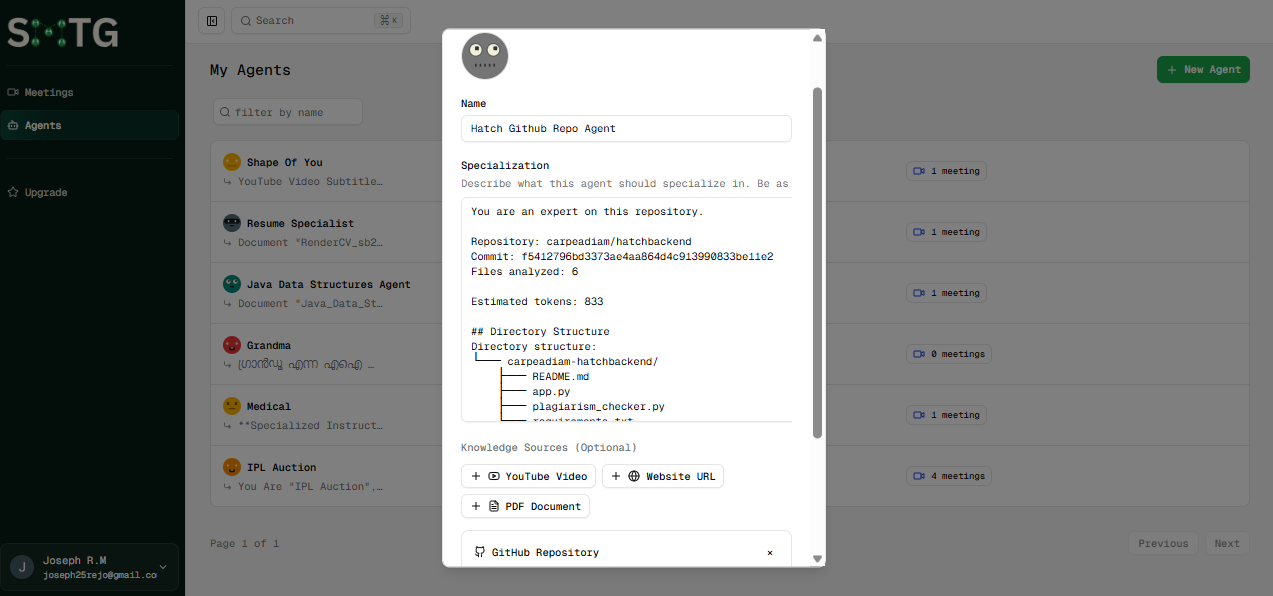 SMTG
Meetings
Agents
Upgrade
J
Joseph R.M
joseph25rejo@gmail.co
Search
⌘ K
My Agents
+ New Agent
filter by name
Shape Of You
↳ YouTube Video Subtitle…
1 meeting
Resume Specialist
↳ Document "RenderCV_sb2…
1 meeting
Java Data Structures Agent
↳ Document "Java_Data_St…
1 meeting
Grandma
↳ ഗ്രാൻഡൂ എന്ന എഐ …
0 meetings
Medical
↳ **Specialized Instruct…
1 meeting
IPL Auction
↳ You Are "IPL Auction",…
4 meetings
Page 1 of 1
Previous
Next
Name
Hatch Github Repo Agent
Specialization
Describe what this agent should specialize in. Be as
You are an expert on this repository.
Repository: carpeadiam/hatchbackend
Commit: f5412796bd3373ae4aa864d4c913990833be11e2
Files analyzed: 6
Estimated tokens: 833
## Directory Structure
Directory structure:
└── carpeadiam-hatchbackend/
├── README.md
├── app.py
├── plagiarism_checker.py
├── requirements.txt
Knowledge Sources (Optional)
+ YouTube Video
+ Website URL
+ PDF Document
GitHub Repository
×